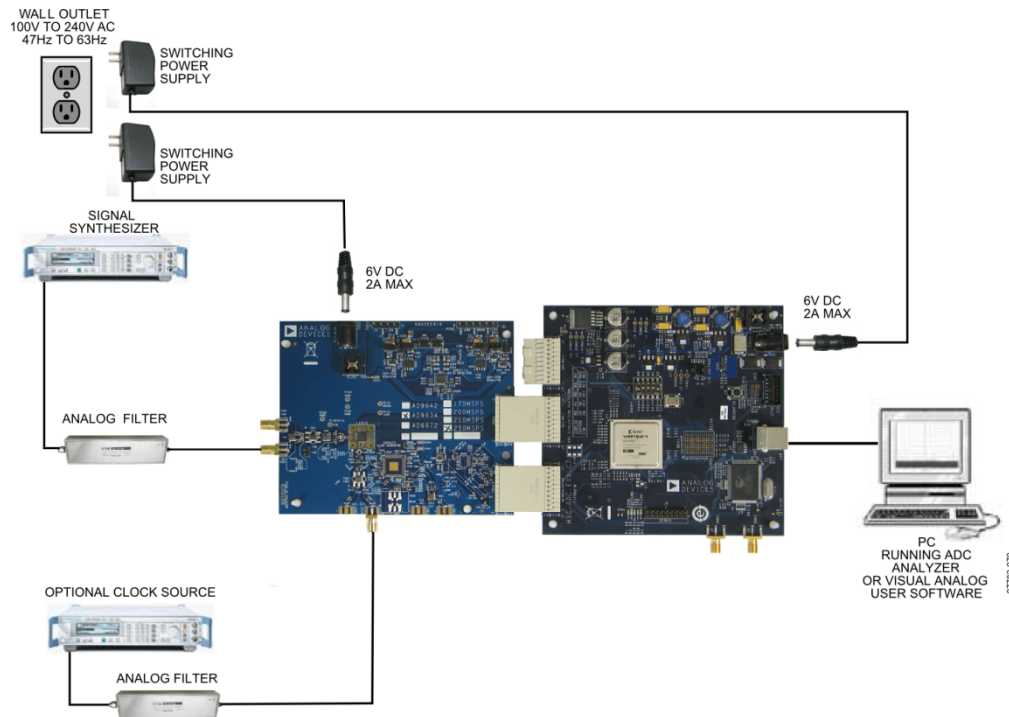 WALL OUTLET
100V TO 240V AC
47Hz TO 63Hz
SWITCHING
POWER
SUPPLY
SWITCHING
POWER
SUPPLY
SIGNAL
SYNTHESIZER
6V DC
2A MAX
6V DC
2A MAX
ANALOG
DEVICES
AD9642
AD9634
AD6672
170MSPS
200MSPS
210MSPS
250MSPS
XILINX
ANALOG
DEVICES
ANALOG FILTER
PC
RUNNING ADC
ANALYZER
OR VISUAL ANALOG
USER SOFTWARE
OPTIONAL CLOCK SOURCE
ANALOG FILTER